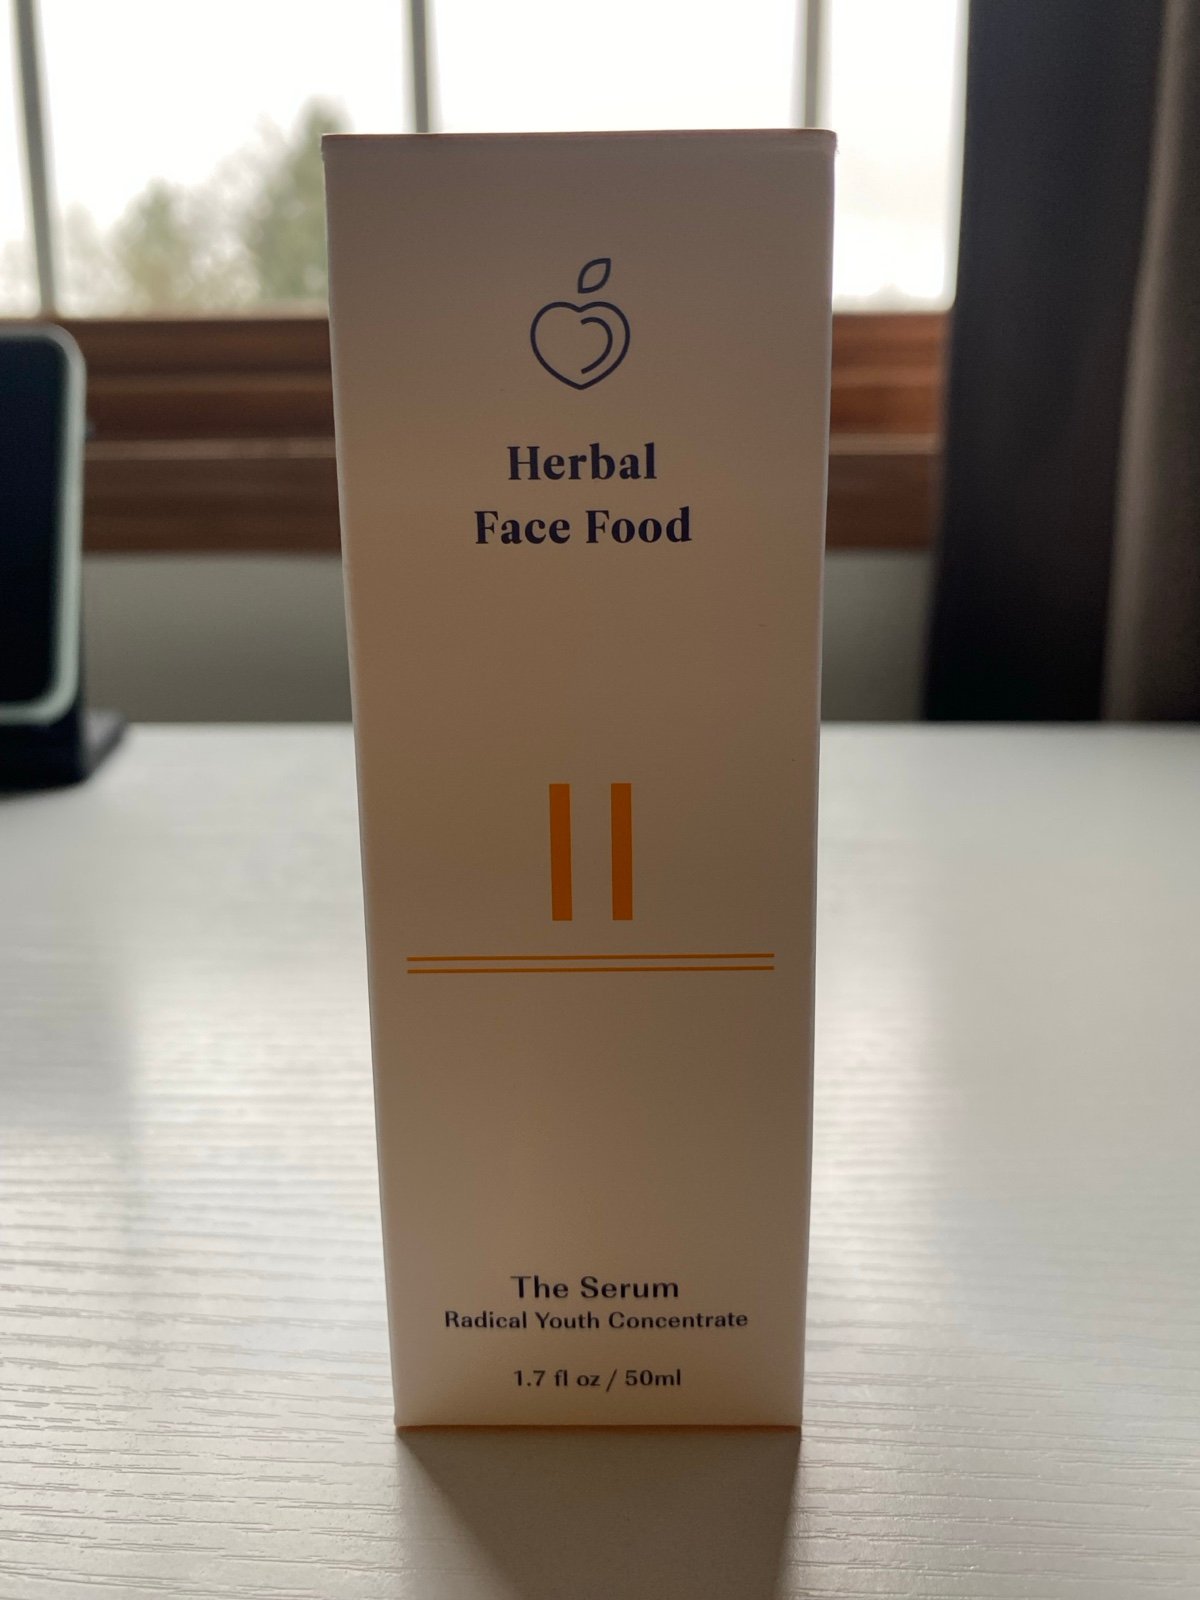 Herbal
Face Food
II
The Serum
Radical Youth Concentrate
1.7 fl oz / 50ml